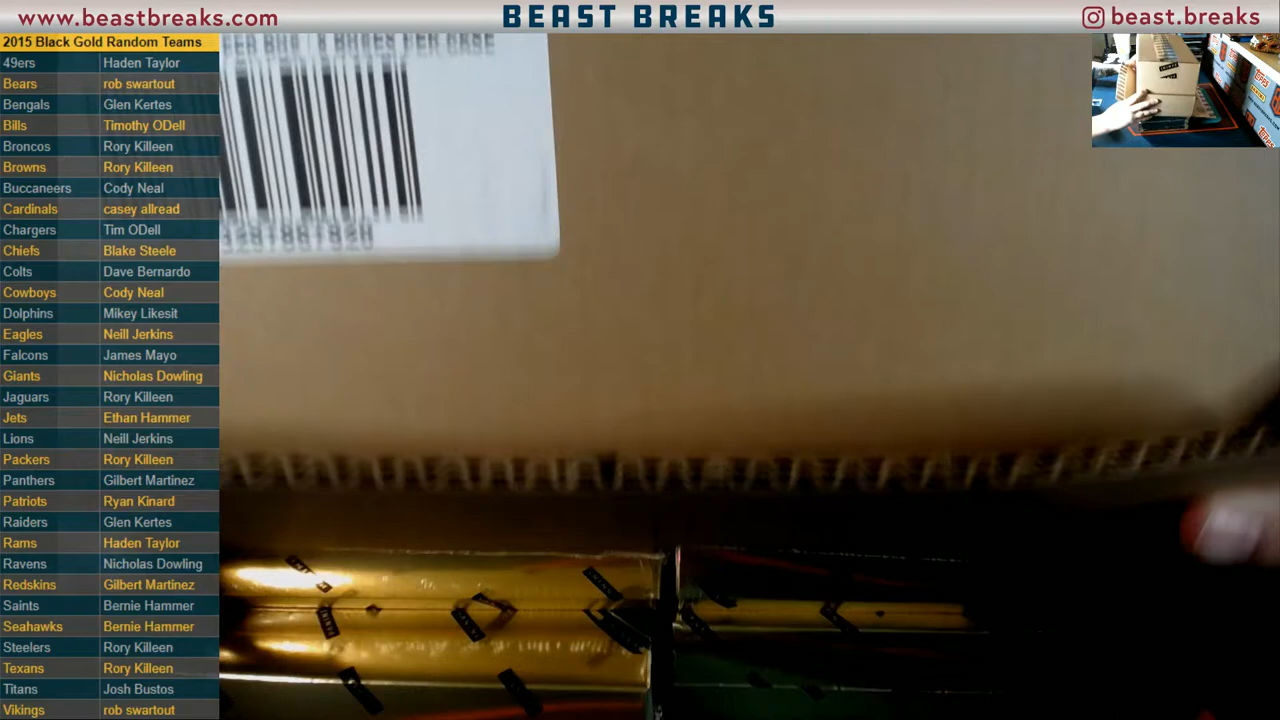 www.beastbreaks.com
BEAST BREAKS
beast.breaks
2015 Black Gold Random Teams
49ers Haden Taylor
Bears rob swartout
Bengals Glen Kertes
Bills Timothy ODell
Broncos Rory Killeen
Browns Rory Killeen
Buccaneers Cody Neal
Cardinals casey allread
Chargers Tim ODell
Chiefs Blake Steele
Colts Dave Bernardo
Cowboys Cody Neal
Dolphins Mikey Likesit
Eagles Neill Jerkins
Falcons James Mayo
Giants Nicholas Dowling
Jaguars Rory Killeen
Jets Ethan Hammer
Lions Neill Jerkins
Packers Rory Killeen
Panthers Gilbert Martinez
Patriots Ryan Kinard
Raiders Glen Kertes
Rams Haden Taylor
Ravens Nicholas Dowling
Redskins Gilbert Martinez
Saints Bernie Hammer
Seahawks Bernie Hammer
Steelers Rory Killeen
Texans Rory Killeen
Titans Josh Bustos
Vikings rob swartout
PER CASE
PANINI
PANINI